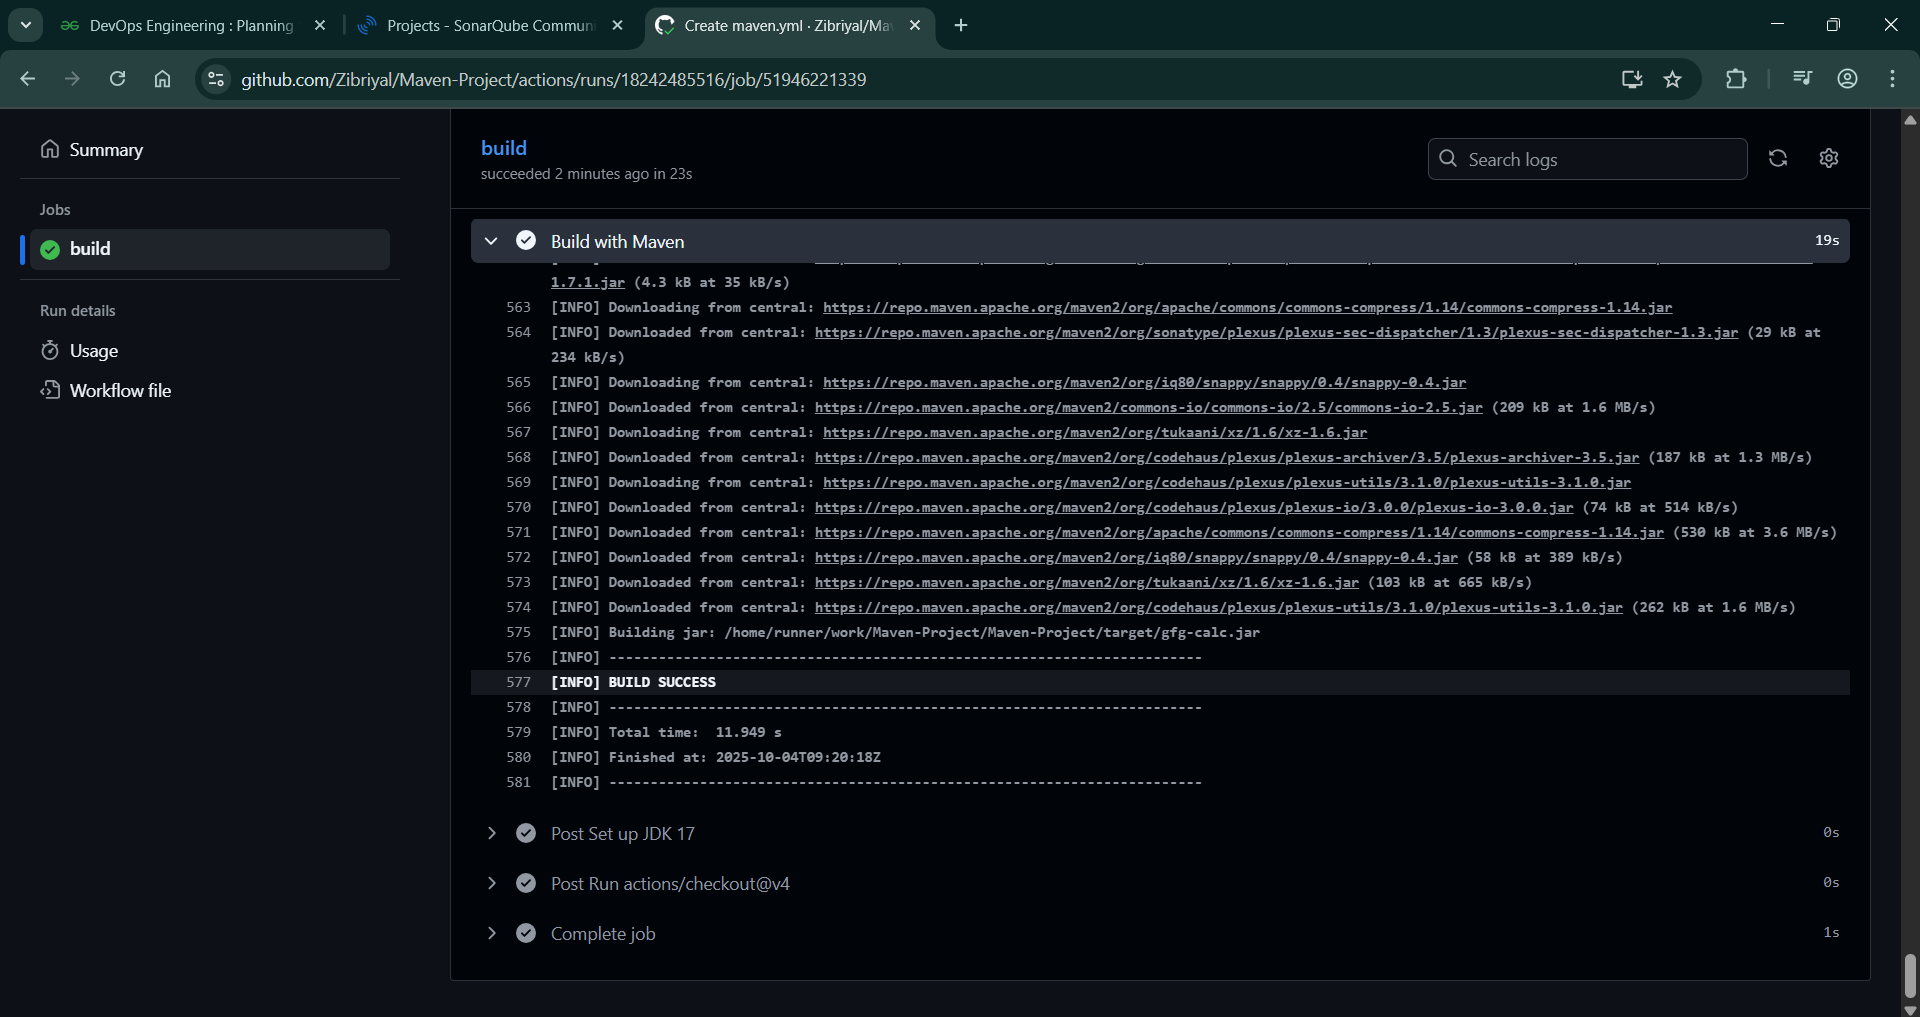 DevOps Engineering : Planning
Projects - SonarQube Communi
Create maven.yml · Zibriyal/Ma
github.com/Zibriyal/Maven-Project/actions/runs/18242485516/job/51946221339
Summary
Jobs
build
Run details
Usage
Workflow file
build
succeeded 2 minutes ago in 23s
Search logs
Build with Maven 19s
1.7.1.jar (4.3 kB at 35 kB/s)
563 [INFO] Downloading from central: https://repo.maven.apache.org/maven2/org/apache/commons/commons-compress/1.14/commons-compress-1.14.jar
564 [INFO] Downloaded from central: https://repo.maven.apache.org/maven2/org/sonatype/plexus/plexus-sec-dispatcher/1.3/plexus-sec-dispatcher-1.3.jar (29 kB at
234 kB/s)
565 [INFO] Downloading from central: https://repo.maven.apache.org/maven2/org/iq80/snappy/snappy/0.4/snappy-0.4.jar
566 [INFO] Downloaded from central: https://repo.maven.apache.org/maven2/commons-io/commons-io/2.5/commons-io-2.5.jar (209 kB at 1.6 MB/s)
567 [INFO] Downloading from central: https://repo.maven.apache.org/maven2/org/tukaani/xz/1.6/xz-1.6.jar
568 [INFO] Downloaded from central: https://repo.maven.apache.org/maven2/org/codehaus/plexus/plexus-archiver/3.5/plexus-archiver-3.5.jar (187 kB at 1.3 MB/s)
569 [INFO] Downloading from central: https://repo.maven.apache.org/maven2/org/codehaus/plexus/plexus-utils/3.1.0/plexus-utils-3.1.0.jar
570 [INFO] Downloaded from central: https://repo.maven.apache.org/maven2/org/codehaus/plexus/plexus-io/3.0.0/plexus-io-3.0.0.jar (74 kB at 514 kB/s)
571 [INFO] Downloaded from central: https://repo.maven.apache.org/maven2/org/apache/commons/commons-compress/1.14/commons-compress-1.14.jar (530 kB at 3.6 MB/s)
572 [INFO] Downloaded from central: https://repo.maven.apache.org/maven2/org/iq80/snappy/snappy/0.4/snappy-0.4.jar (58 kB at 389 kB/s)
573 [INFO] Downloaded from central: https://repo.maven.apache.org/maven2/org/tukaani/xz/1.6/xz-1.6.jar (103 kB at 665 kB/s)
574 [INFO] Downloaded from central: https://repo.maven.apache.org/maven2/org/codehaus/plexus/plexus-utils/3.1.0/plexus-utils-3.1.0.jar (262 kB at 1.6 MB/s)
575 [INFO] Building jar: /home/runner/work/Maven-Project/Maven-Project/target/gfg-calc.jar
576 [INFO] ------------------------------------------------------------------------
577 [INFO] BUILD SUCCESS
578 [INFO] ------------------------------------------------------------------------
579 [INFO] Total time:  11.949 s
580 [INFO] Finished at: 2025-10-04T09:20:18Z
581 [INFO] ------------------------------------------------------------------------
Post Set up JDK 17 0s
Post Run actions/checkout@v4 0s
Complete job 1s